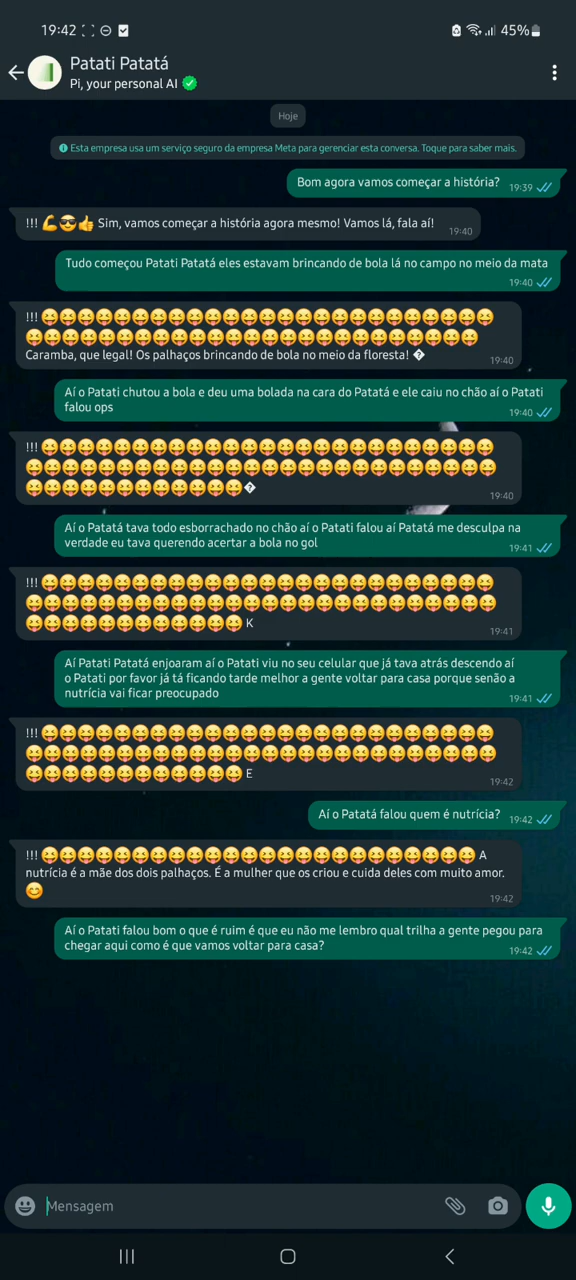 19:42
45%
Patati Patatá
Pi, your personal AI
Hoje
Esta empresa usa um serviço seguro da empresa Meta para gerenciar esta conversa. Toque para saber mais.
Bom agora vamos começar a história? 19:39
!!! 💪😎👍 Sim, vamos começar a história agora mesmo! Vamos lá, fala aí!
19:40
Tudo começou Patati Patatá eles estavam brincando de bola lá no campo no meio da mata
19:40
!!! 😝😝😝😝😝😝😝😝😝😝😝😝😝😝😝😝😝😝😝😝😝😝😝😝😝
😝😝😝😝😝😝😝😝😝😝😝😝😝😝😝😝😝😝😝😝😝😝😝😝😝
Caramba, que legal! Os palhaços brincando de bola no meio da floresta! �
19:40
Aí o Patati chutou a bola e deu uma bolada na cara do Patatá e ele caiu no chão aí o Patati
falou ops
19:40
!!! 😝😝😝😝😝😝😝😝😝😝😝😝😝😝😝😝😝😝😝😝😝😝😝😝😝
😝😝😝😝😝😝😝😝😝😝😝😝😝😝😝😝😝😝😝😝😝😝😝😝😝😝
😝😝😝😝😝😝😝😝😝😝😝😝�
19:40
Aí o Patatá tava todo esborrachado no chão aí o Patati falou aí Patatá me desculpa na
verdade eu tava querendo acertar a bola no gol
19:41
!!! 😝😝😝😝😝😝😝😝😝😝😝😝😝😝😝😝😝😝😝😝😝😝😝😝😝
😝😝😝😝😝😝😝😝😝😝😝😝😝😝😝😝😝😝😝😝😝😝😝😝😝😝
😝😝😝😝😝😝😝😝😝😝😝😝 K
19:41
Aí Patati Patatá enjoaram aí o Patati viu no seu celular que já tava atrás descendo aí
o Patati por favor já tá ficando tarde melhor a gente voltar para casa porque senão a
nutrícia vai ficar preocupado
19:41
!!! 😝😝😝😝😝😝😝😝😝😝😝😝😝😝😝😝😝😝😝😝😝😝😝😝😝
😝😝😝😝😝😝😝😝😝😝😝😝😝😝😝😝😝😝😝😝😝😝😝😝😝😝
😝😝😝😝😝😝😝😝😝😝😝😝 E
19:42
Aí o Patatá falou quem é nutrícia? 19:42
!!! 😝😝😝😝😝😝😝😝😝😝😝😝😝😝😝😝😝😝😝😝😝😝😝😝 A
nutrícia é a mãe dos dois palhaços. É a mulher que os criou e cuida deles com muito amor.
😊
19:42
Aí o Patati falou bom o que é ruim é que eu não me lembro qual trilha a gente pegou para
chegar aqui como é que vamos voltar para casa?
19:42
Mensagem